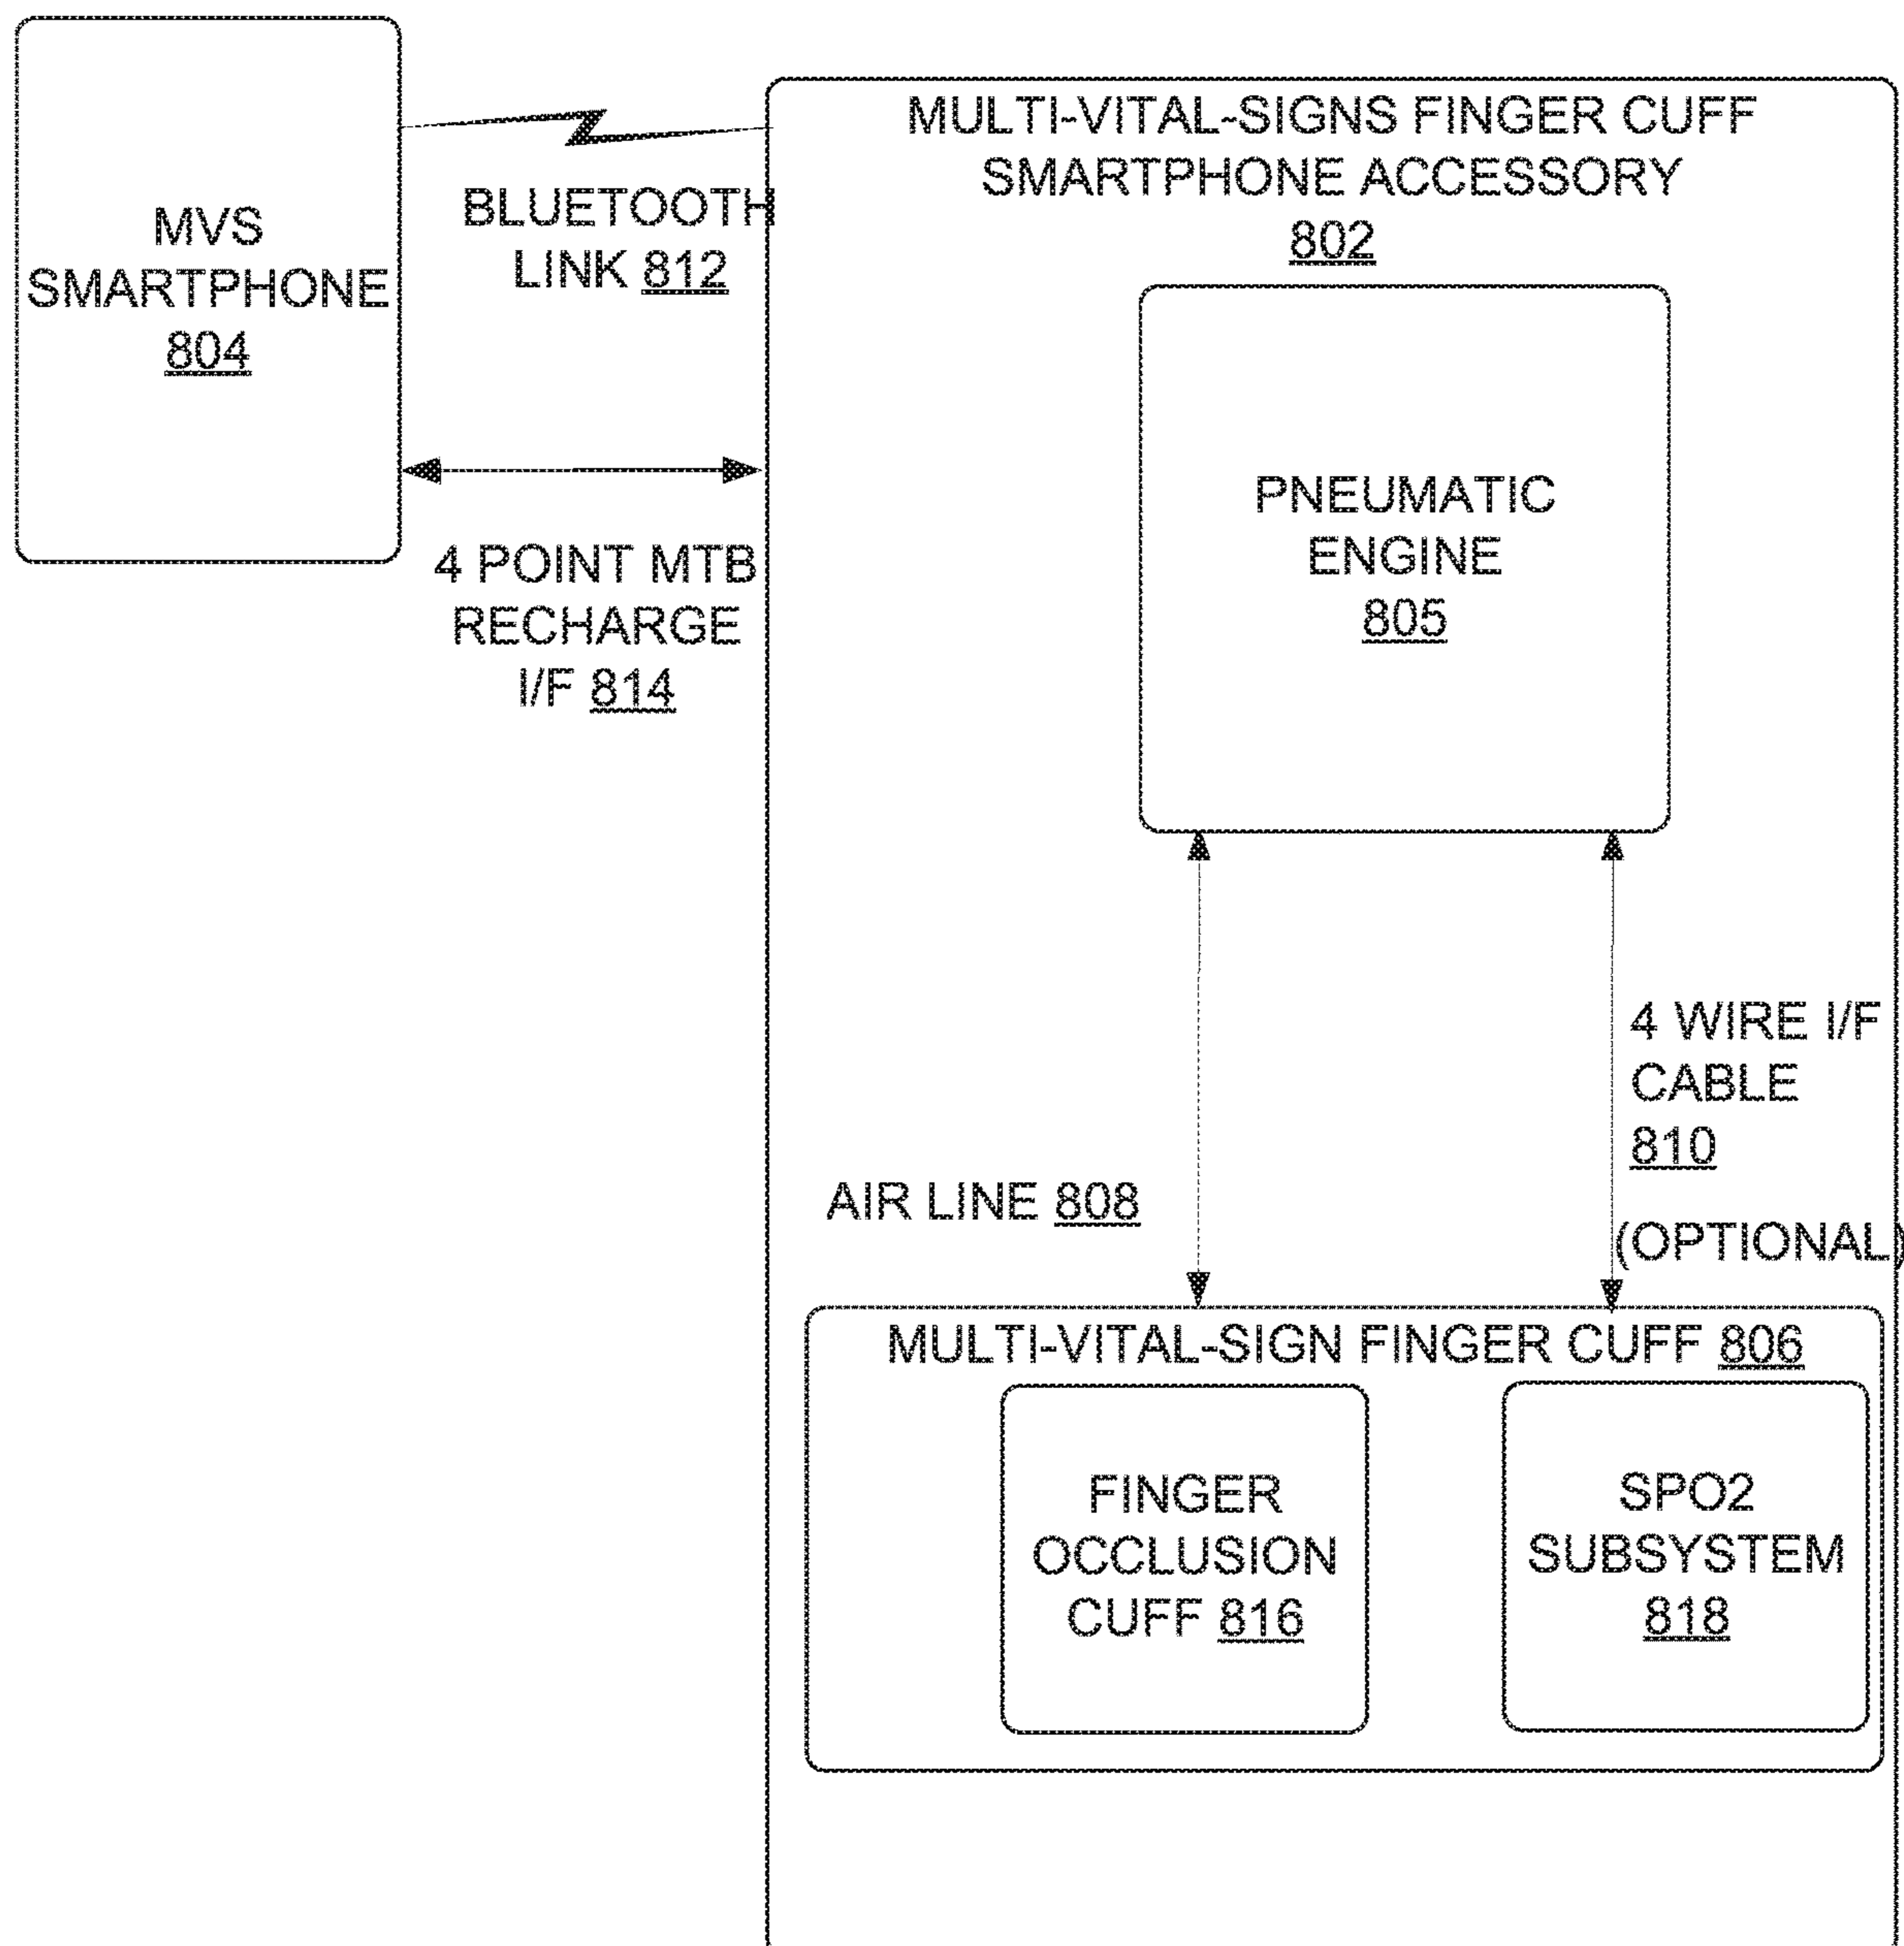 MVS
SMARTPHONE
804
BLUETOOTH
LINK 812
4 POINT MTB
RECHARGE
I/F 814
MULTI-VITAL-SIGNS FINGER CUFF
SMARTPHONE ACCESSORY
802
PNEUMATIC
ENGINE
805
AIR LINE 808
4 WIRE I/F
CABLE
810
(OPTIONAL)
MULTI-VITAL-SIGN FINGER CUFF 806
FINGER
OCCLUSION
CUFF 816
SPO2
SUBSYSTEM
818